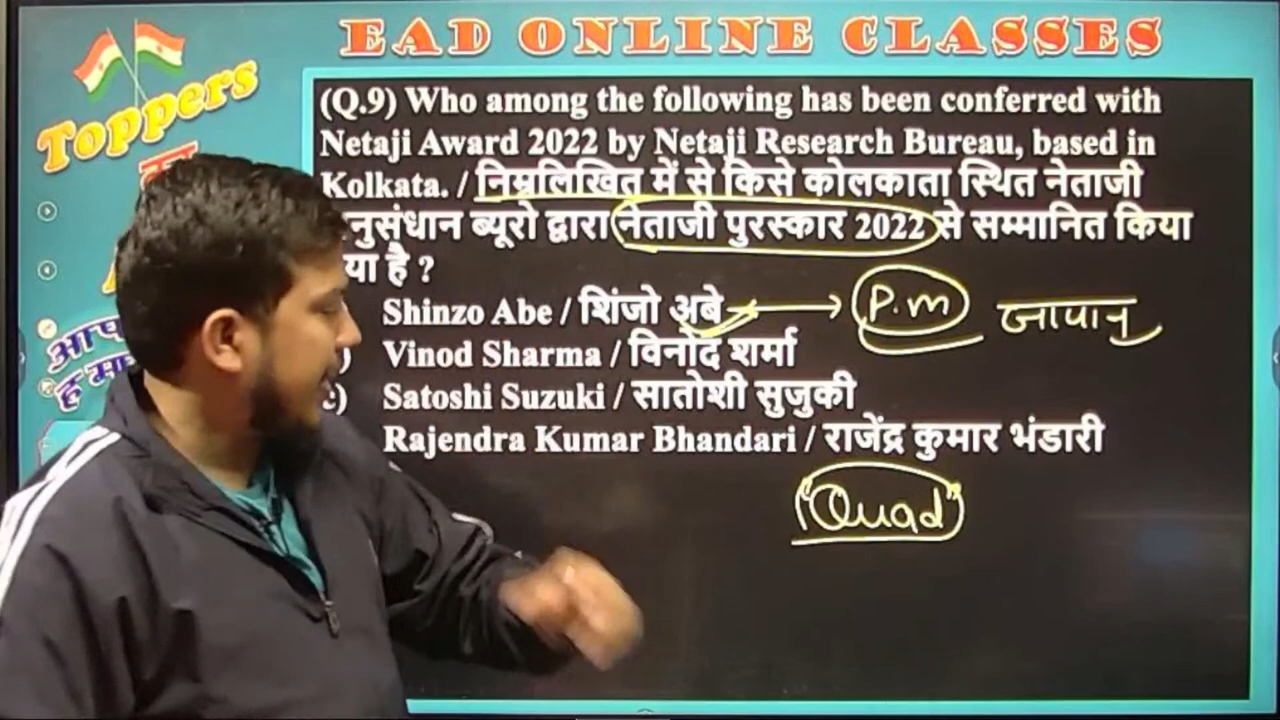 EAD ONLINE CLASSES
Toppers
(Q.9) Who among the following has been conferred with
Netaji Award 2022 by Netaji Research Bureau, based in
Kolkata. / निम्नलिखित में से किसे कोलकाता स्थित नेताजी
नुसंधान ब्यूरो द्वारा नेताजी पुरस्कार 2022 से सम्मानित किया
या है ?
Shinzo Abe / शिंजो अबे P.M जापान
) Vinod Sharma / विनोद शर्मा
c) Satoshi Suzuki / सातोशी सुजुकी
Rajendra Kumar Bhandari / राजेंद्र कुमार भंडारी
"Quad"
आप
हमा